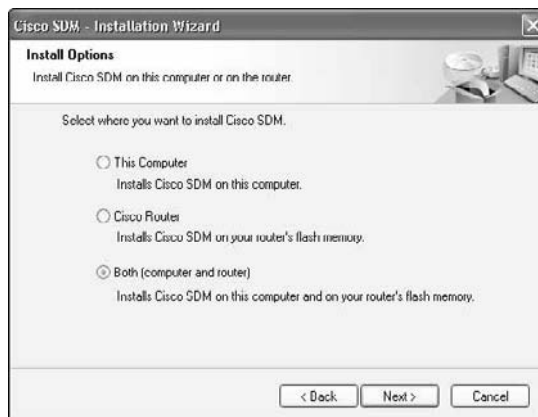 Cisco SDM - Installation Wizard
Install Options
Install Cisco SDM on this computer or on the router.
Select where you want to install Cisco SDM.
This Computer
Installs Cisco SDM on this computer.
Cisco Router
Installs Cisco SDM on your router's flash memory.
Both (computer and router)
Installs Cisco SDM on this computer and on your router's flash memory.
< Back
Next >
Cancel